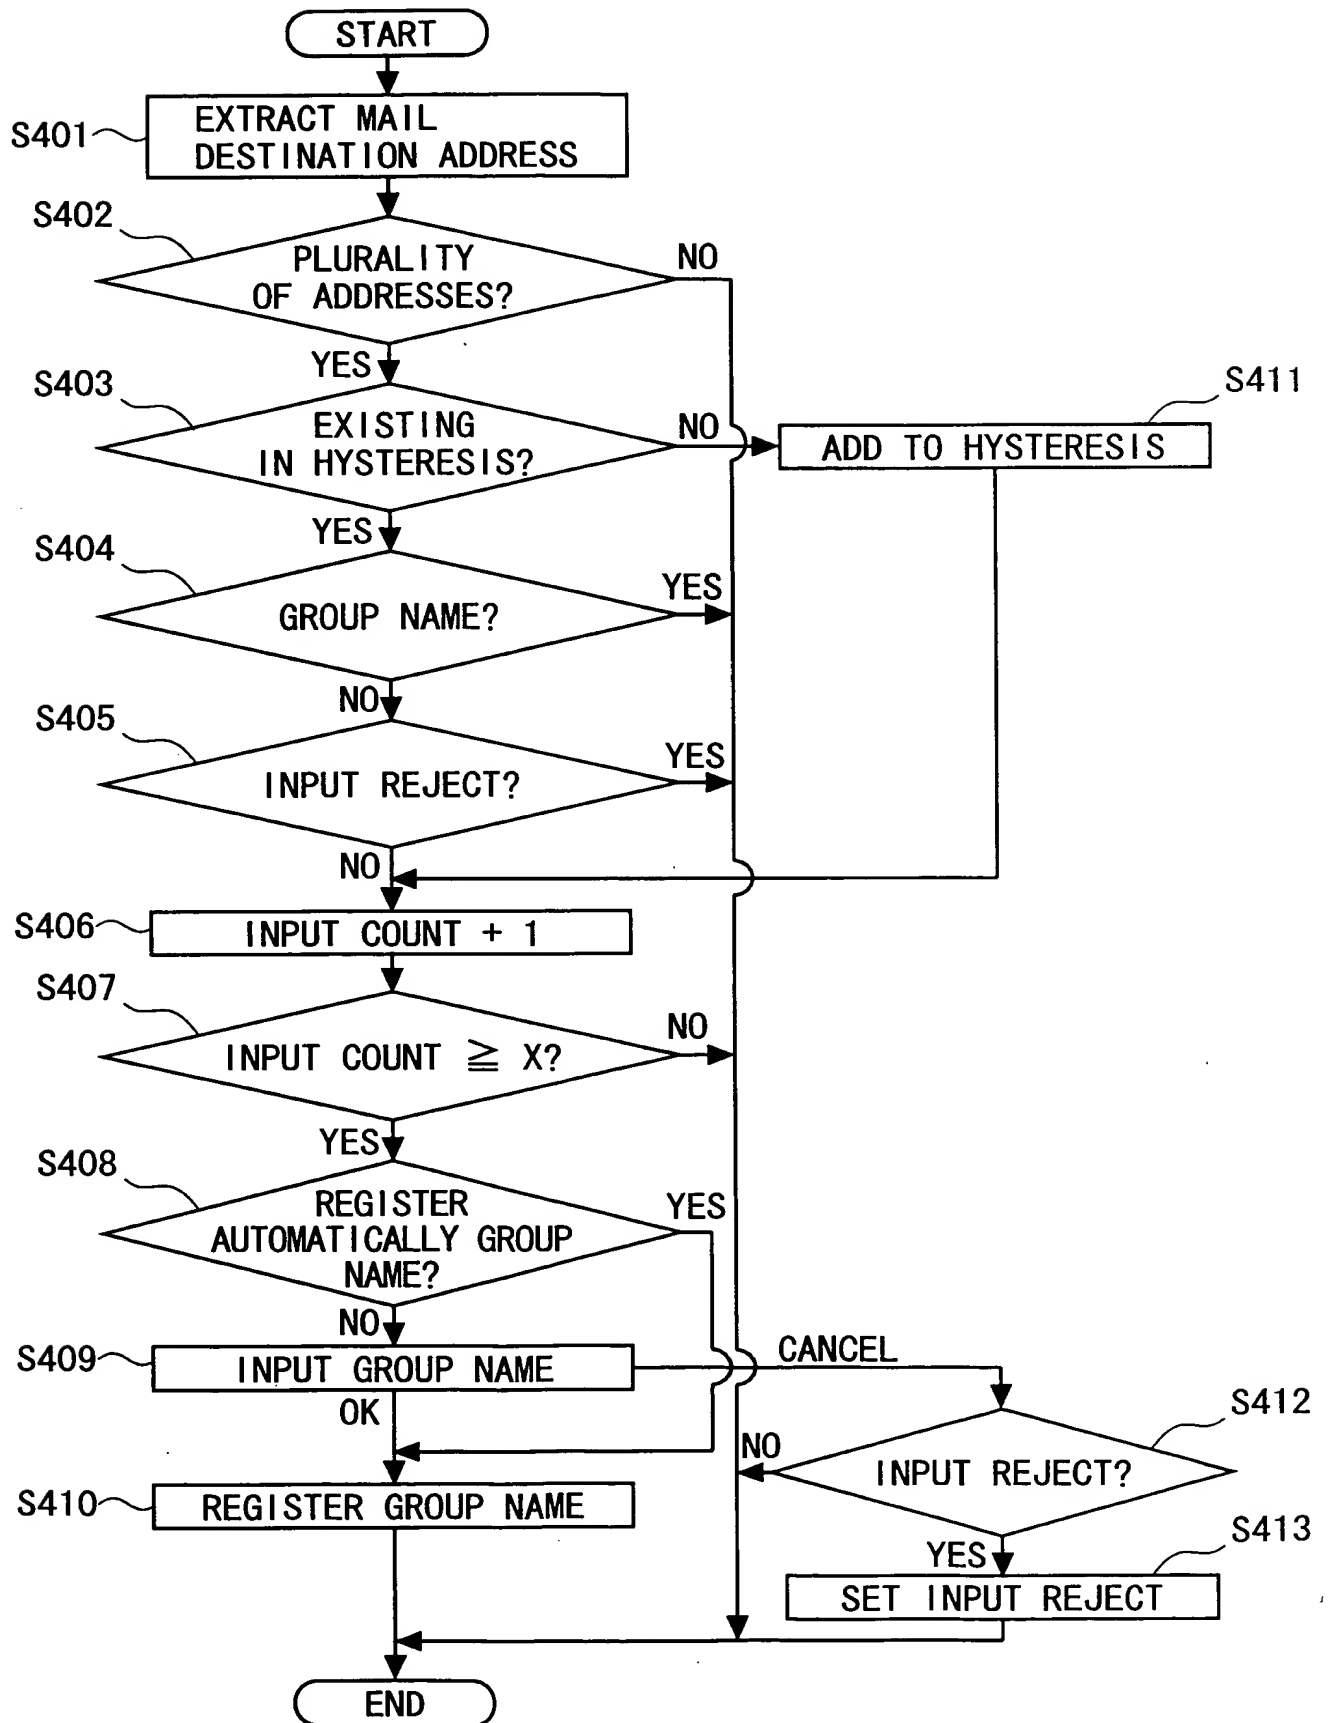 START
S401
EXTRACT MAIL
DESTINATION ADDRESS
S402
PLURALITY
OF ADDRESSES?
NO
YES
S403
EXISTING
IN HYSTERESIS?
NO
S411
ADD TO HYSTERESIS
YES
S404
GROUP NAME?
YES
NO
S405
INPUT REJECT?
YES
NO
S406
INPUT COUNT + 1
S407
INPUT COUNT ≧ X?
NO
YES
S408
REGISTER
AUTOMATICALLY GROUP
NAME?
YES
NO
S409
INPUT GROUP NAME
CANCEL
OK
S412
INPUT REJECT?
NO
S410
REGISTER GROUP NAME
YES
S413
SET INPUT REJECT
END